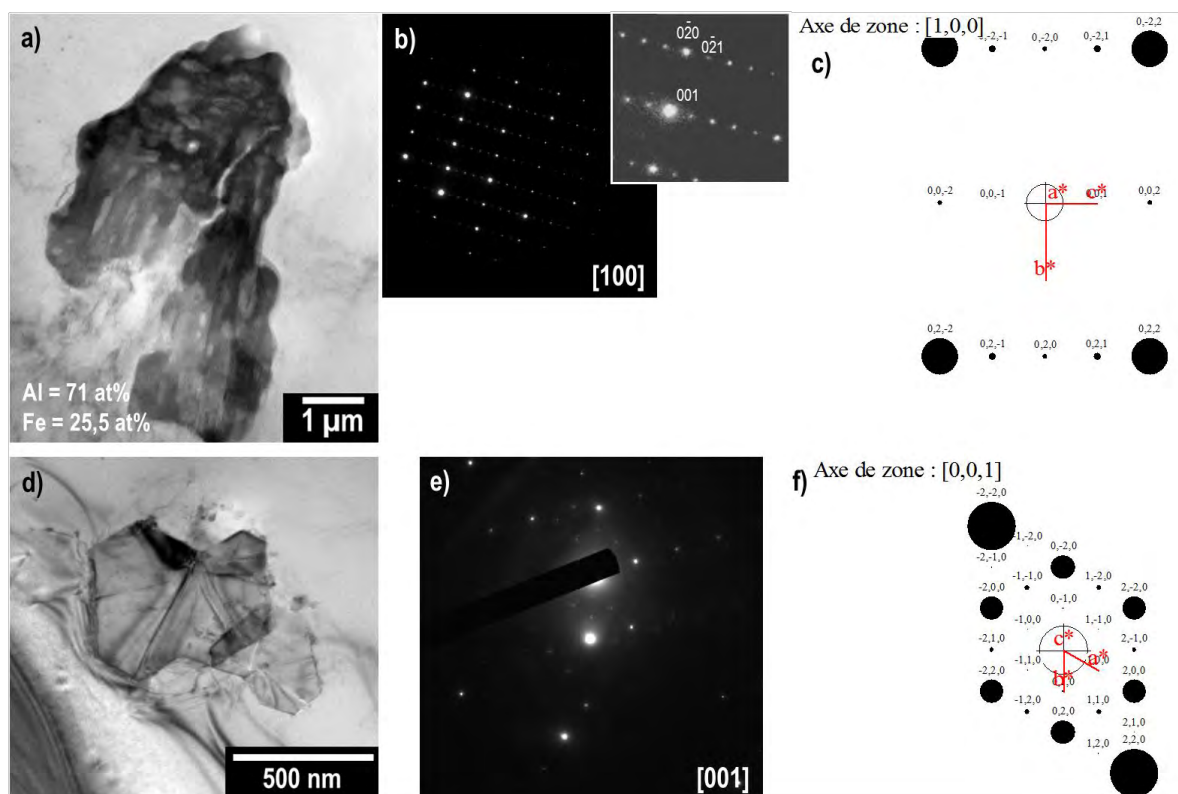 a)
Al = 71 at%
Fe = 25,5 at%
1 µm
b)
02̄0
02̄1
001
[100]
Axe de zone : [1,0,0]
c)
0,-2,-1 0,-2,0 0,-2,1 0,-2,2
0,0,-2 0,0,-1 a* c* 0,0,2
b*
0,2,-2 0,2,-1 0,2,0 0,2,1 0,2,2
d)
500 nm
e)
[001]
f)
Axe de zone : [0,0,1]
-2,-2,0
-1,-2,0
0,-2,0
-2,-1,0
-1,-1,0 1,-2,0
-2,0,0 0,-1,0 2,-2,0
-1,0,0 1,-1,0
-2,1,0 c* 2,-1,0
-1,1,0 a*
-2,2,0 b* 2,0,0
-1,2,0 1,1,0
0,2,0
2,1,0
1,2,0 2,2,0